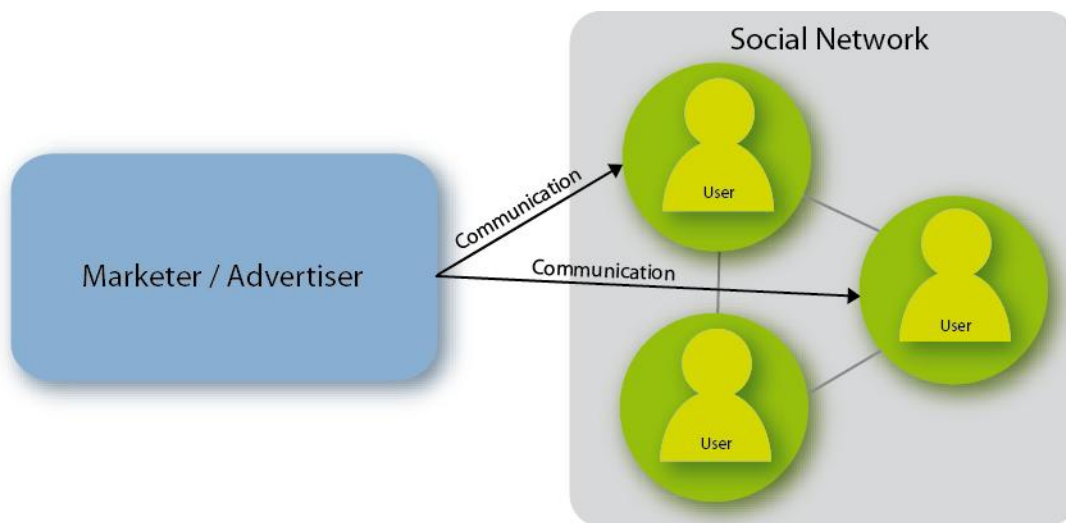 Social Network
User
Communication
Marketer / Advertiser
Communication
User
User